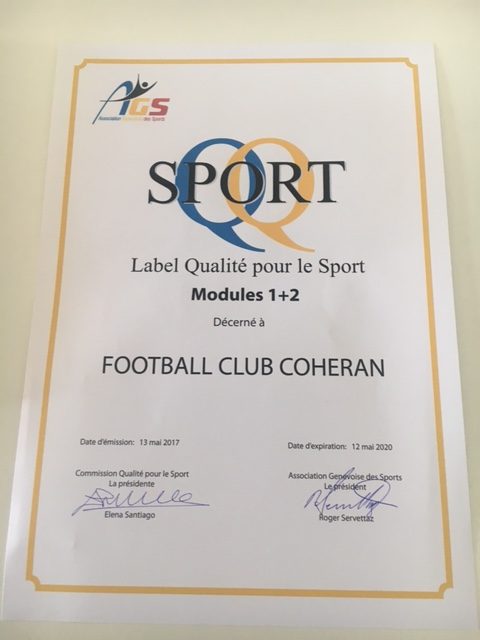 AGS
Association Genevoise des Sports
SPORT
Label Qualité pour le Sport
Modules 1+2
Décerné à
FOOTBALL CLUB COHERAN
Date d'émission: 13 mai 2017
Date d'expiration: 12 mai 2020
Commission Qualité pour le Sport
La présidente
Elena Santiago
Association Genevoise des Sports
Le président
Roger Servettaz